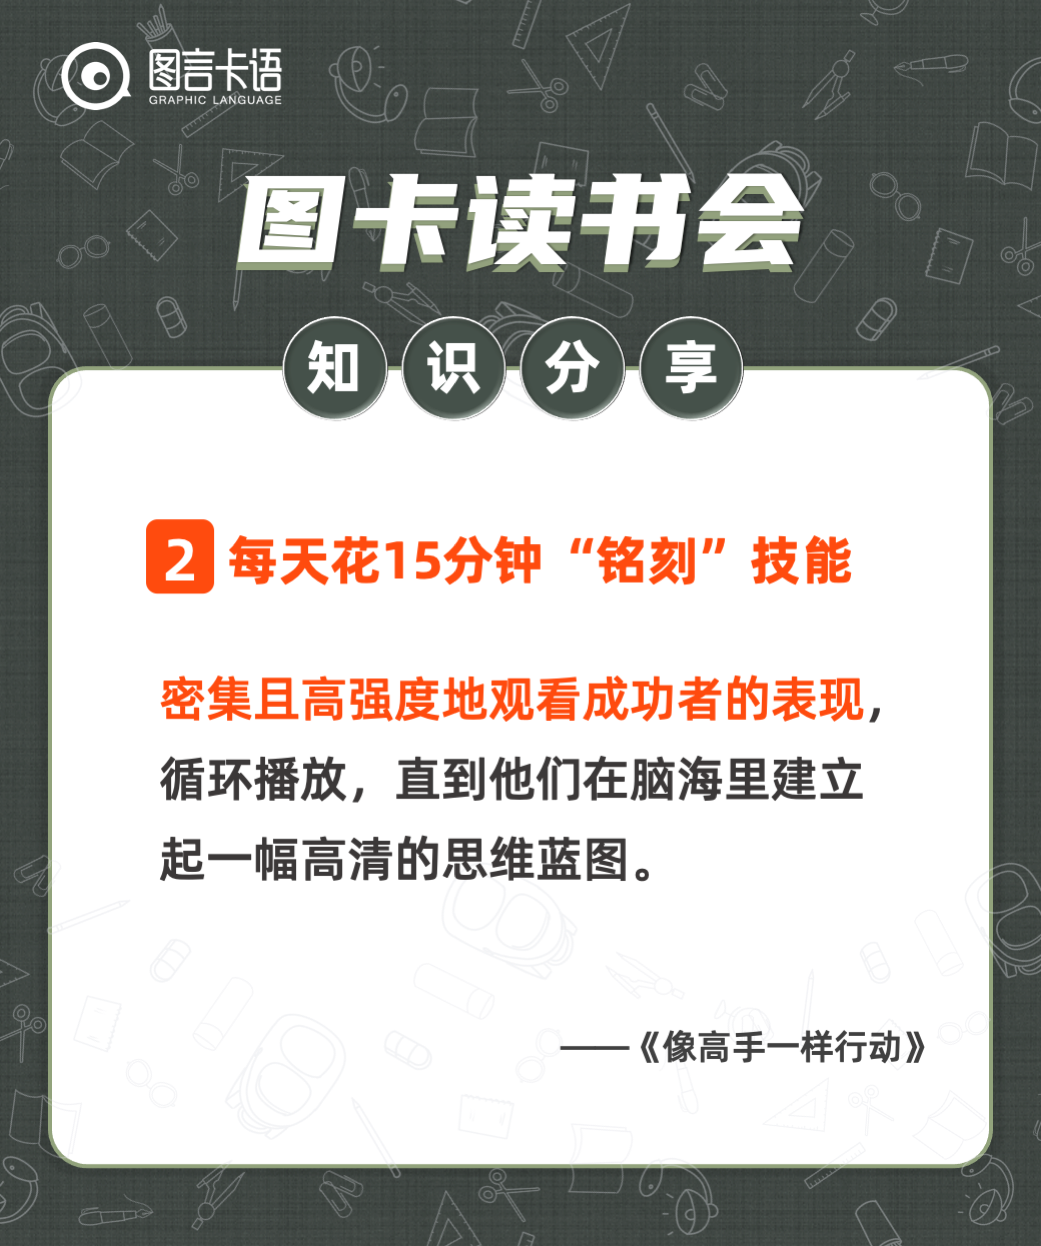 图言卡语
GRAPHIC LANGUAGE
图卡读书会
知识分享
2 每天花15分钟“铭刻”技能
密集且高强度地观看成功者的表现，
循环播放，直到他们在脑海里建立
起一幅高清的思维蓝图。
——《像高手一样行动》